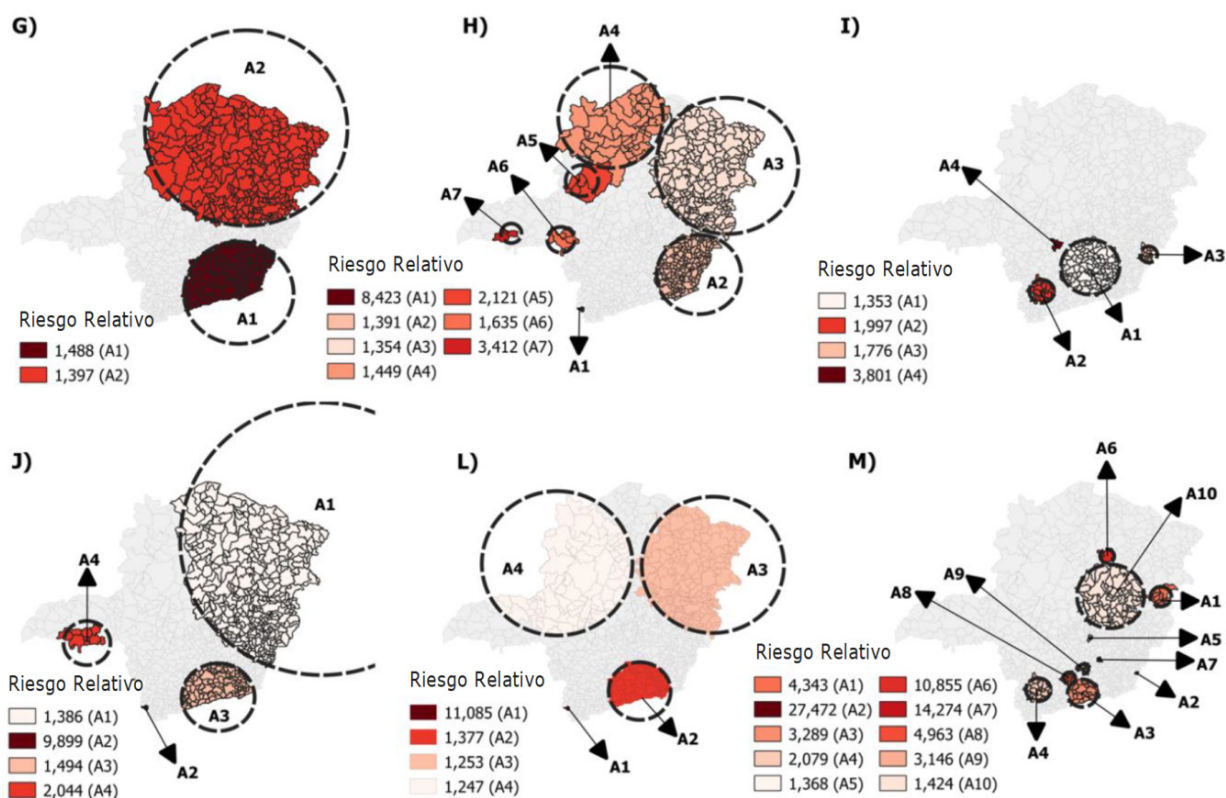 G)
A2
A1
Riesgo Relativo
1,488 (A1)
1,397 (A2)
H)
A4
A5
A6
A7
A3
A2
A1
Riesgo Relativo
8,423 (A1) 2,121 (A5)
1,391 (A2) 1,635 (A6)
1,354 (A3) 3,412 (A7)
1,449 (A4)
I)
A4
A3
A1
A2
Riesgo Relativo
1,353 (A1)
1,997 (A2)
1,776 (A3)
3,801 (A4)
J)
A1
A4
A3
A2
Riesgo Relativo
1,386 (A1)
9,899 (A2)
1,494 (A3)
2,044 (A4)
L)
A4
A3
A2
A1
Riesgo Relativo
11,085 (A1)
1,377 (A2)
1,253 (A3)
1,247 (A4)
M)
A6
A10
A9
A8
A1
A5
A7
A2
A3
A4
Riesgo Relativo
4,343 (A1) 10,855 (A6)
27,472 (A2) 14,274 (A7)
3,289 (A3) 4,963 (A8)
2,079 (A4) 3,146 (A9)
1,368 (A5) 1,424 (A10)